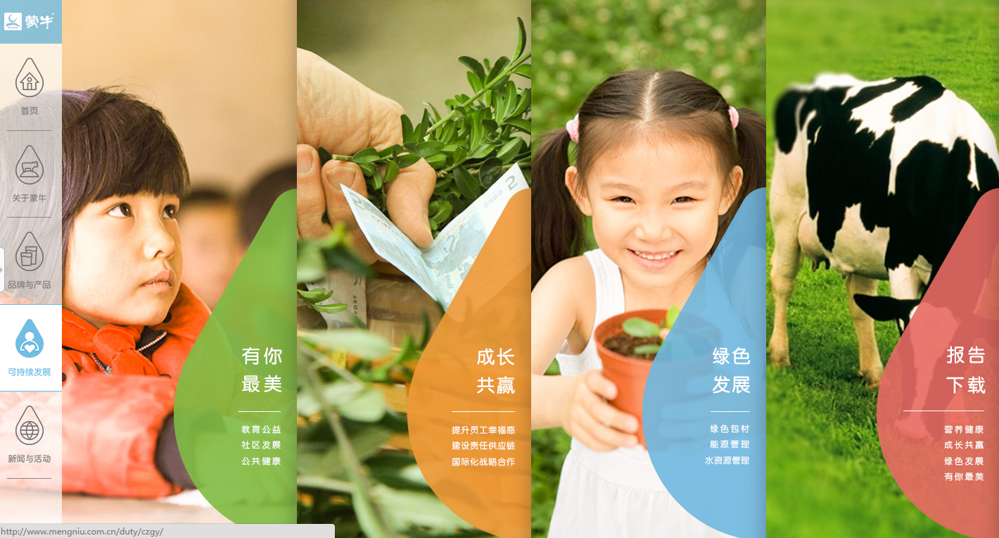 蒙牛
首页
关于蒙牛
品牌与产品
可持续发展
新闻与活动
有你
最美
教育公益
社区发展
公共健康
成长
共赢
提升员工幸福感
建设责任供应链
国际化战略合作
绿色
发展
绿色包材
能源管理
水资源管理
报告
下载
营养健康
成长共赢
绿色发展
有你最美
http://www.mengniu.com.cn/duty/czgy/